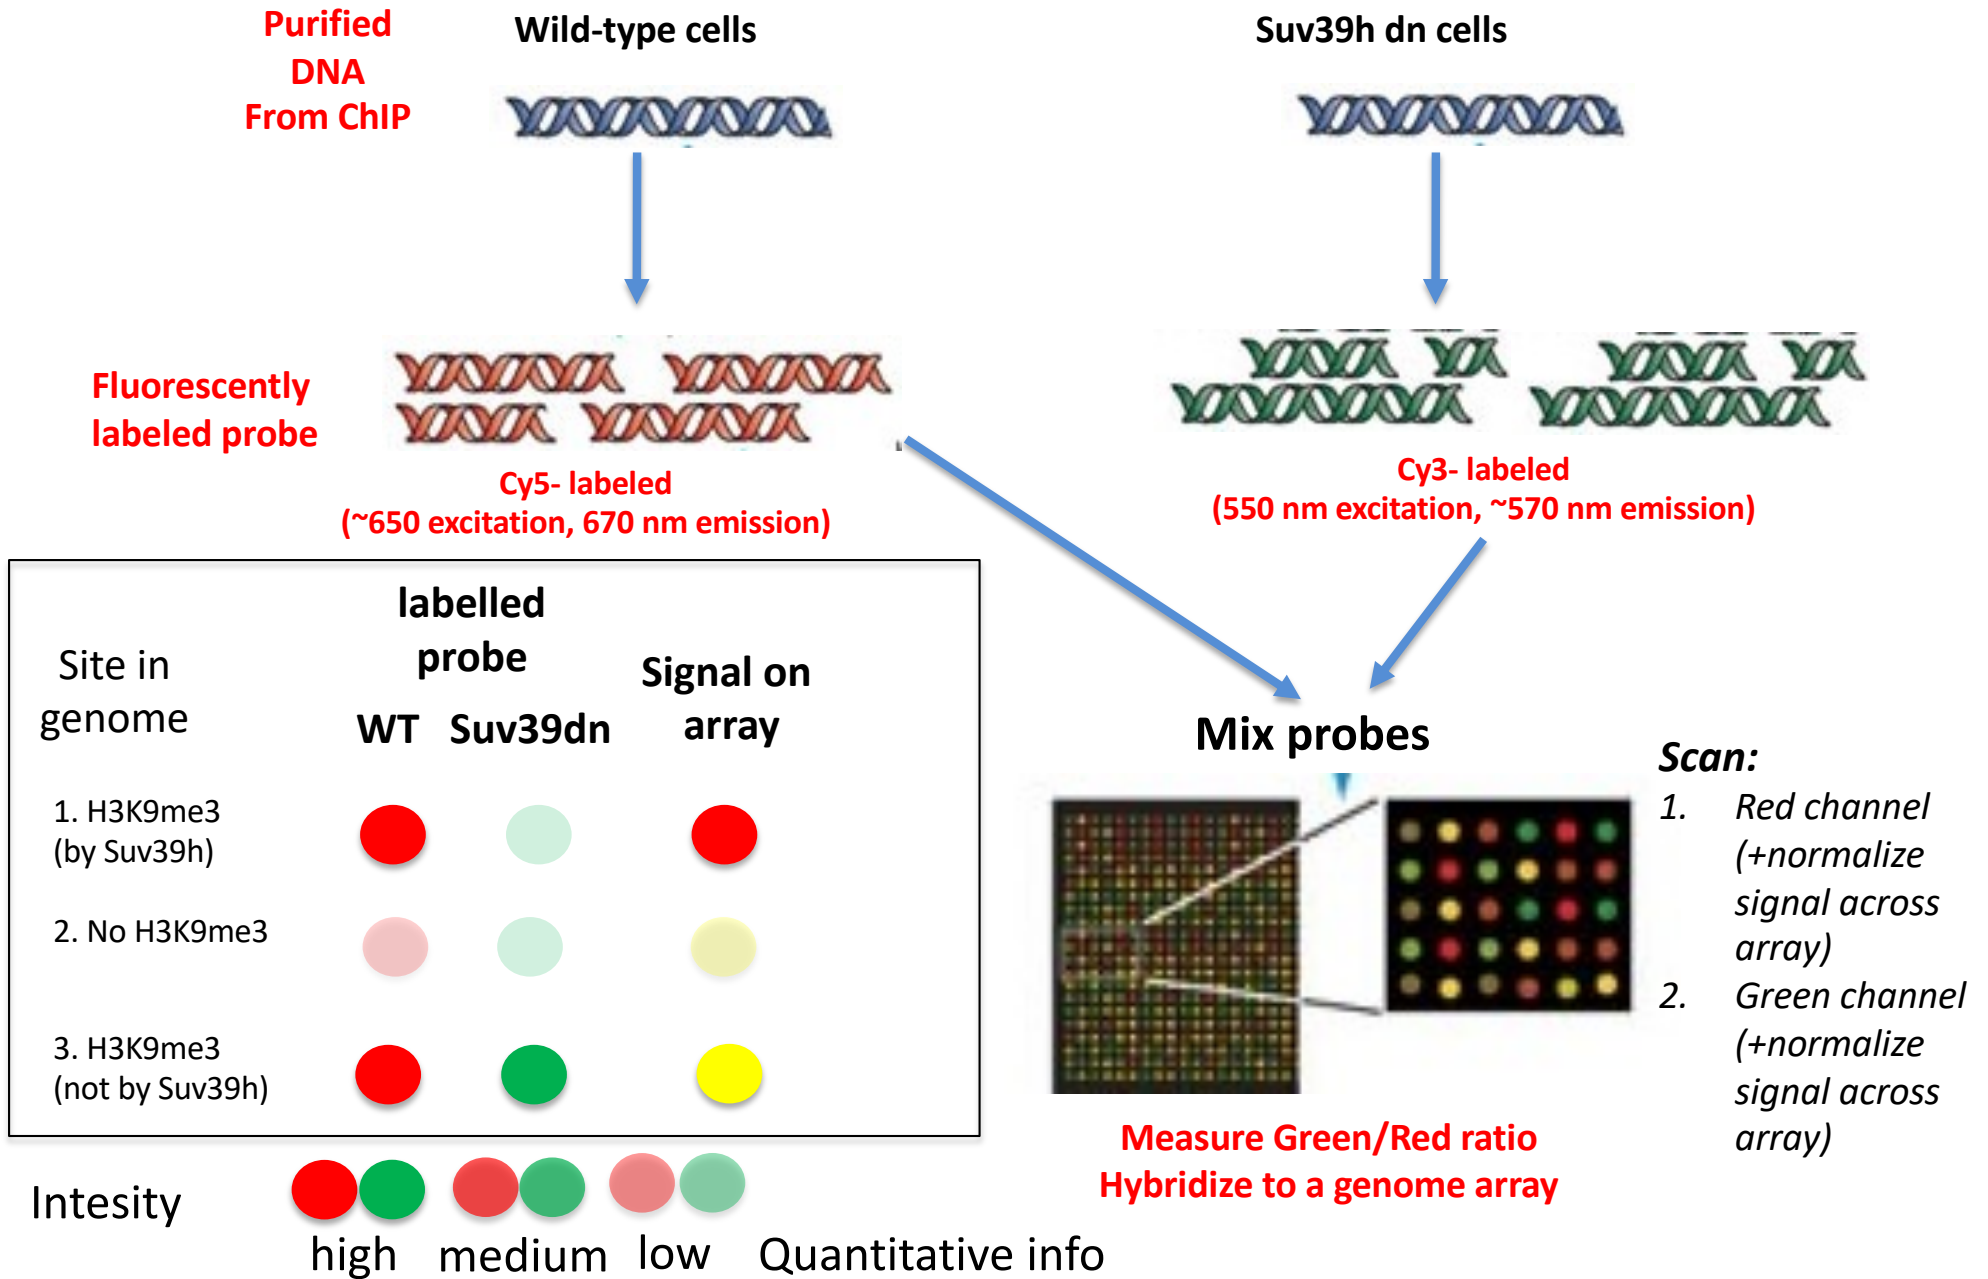 Purified
DNA
From ChIP
Wild-type cells
Suv39h dn cells
Fluorescently
labeled probe
Cy5- labeled
(~650 excitation, 670 nm emission)
Cy3- labeled
(550 nm excitation, ~570 nm emission)
labelled
probe
Site in
genome
WT
Suv39dn
Signal on
array
1. H3K9me3
(by Suv39h)
2. No H3K9me3
3. H3K9me3
(not by Suv39h)
Intesity
high
medium
low
Quantitative info
Mix probes
Scan:
1. Red channel
(+normalize
signal across
array)
2. Green channel
(+normalize
signal across
array)
Measure Green/Red ratio
Hybridize to a genome array